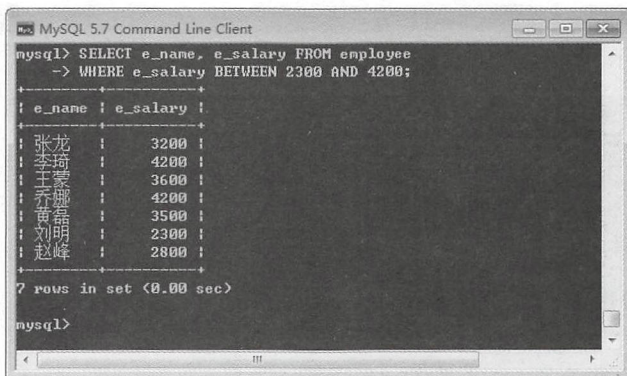 MySQL 5.7 Command Line Client
mysql> SELECT e_name, e_salary FROM employee
    -> WHERE e_salary BETWEEN 2300 AND 4200;
+--------+----------+
| e_name | e_salary |
+--------+----------+
| 张龙 | 3200 |
| 李琦 | 4200 |
| 王蒙 | 3600 |
| 乔娜 | 4200 |
| 黄磊 | 3500 |
| 刘明 | 2300 |
| 赵峰 | 2800 |
+--------+----------+
7 rows in set (0.00 sec)
mysql>